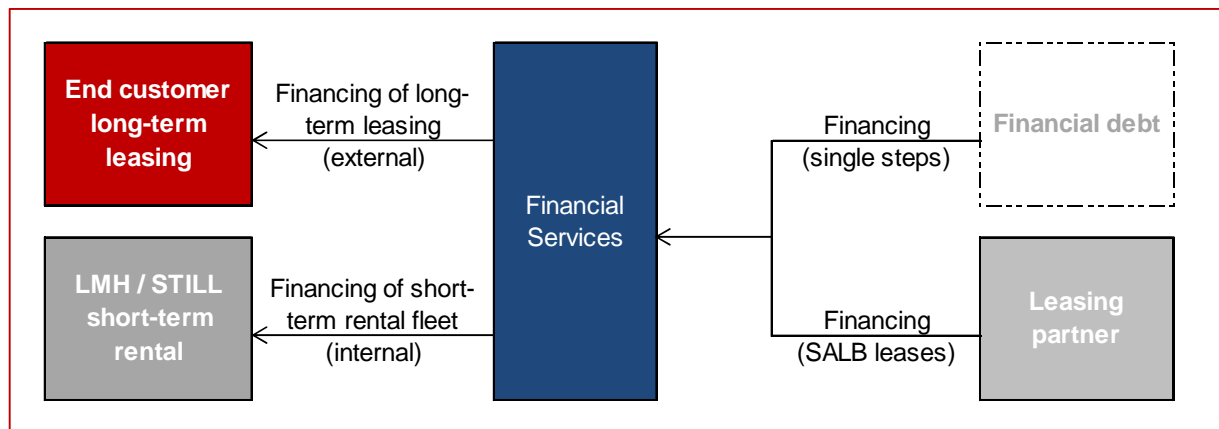 End customer
long-term
leasing
Financing of long-
term leasing
(external)
LMH / STILL
short-term
rental
Financing of short-
term rental fleet
(internal)
Financial
Services
Financing
(single steps)
Financial debt
Financing
(SALB leases)
Leasing
partner